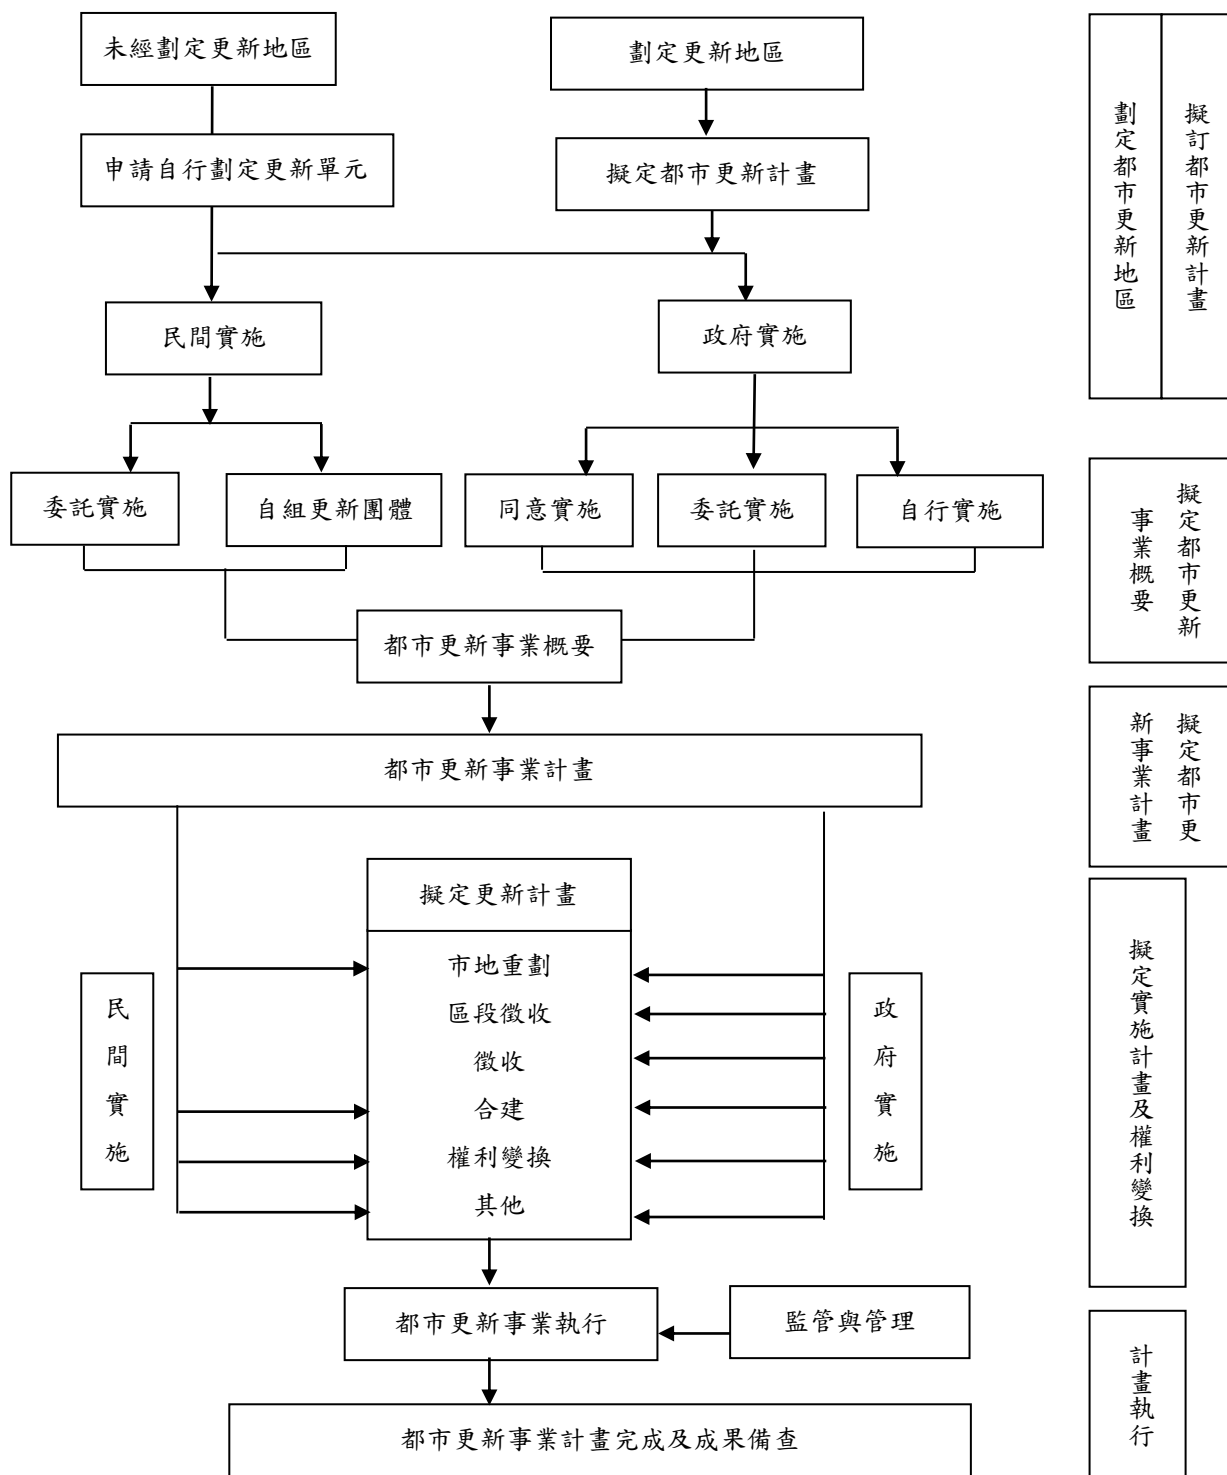 未經劃定更新地區
劃定更新地區
申請自行劃定更新單元
擬定都市更新計畫
民間實施
政府實施
委託實施
自組更新團體
同意實施
委託實施
自行實施
都市更新事業概要
都市更新事業計畫
擬定更新計畫
市地重劃
區段徵收
徵收
合建
權利變換
其他
民間實施
政府實施
都市更新事業執行
監管與管理
都市更新事業計畫完成及成果備查
擬訂都市更新計畫
劃定都市更新地區
擬定都市更新
事業概要
擬定都市更
新事業計畫
擬定實施計畫及權利變換
計畫執行